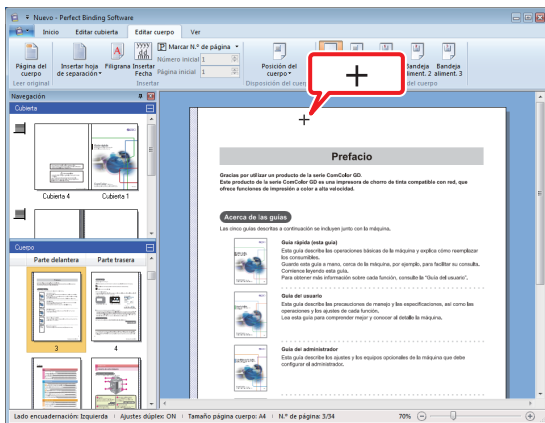 Nuevo - Perfect Binding Software
Inicio Editar cubierta Editar cuerpo Ver
Página del cuerpo
Insertar hoja de separación
Filigrana
Insertar Fecha
Marcar N.º de página
Número inicial 1
Página inicial 1
Posición del cuerpo
Bandeja aliment. 2
Bandeja aliment. 3
Leer original
Insertar
Disposición del cuerpo
del cuerpo
Navegación
Cubierta
Cubierta 4 Cubierta 1
Cuerpo
Parte delantera Parte trasera
3 4
Prefacio
Gracias por utilizar un producto de la serie ComColor GD.
Este producto de la serie ComColor GD es una impresora de chorro de tinta compatible con red, que
ofrece funciones de impresión a color a alta velocidad.
Acerca de las guías
Las cinco guías descritas a continuación se incluyen junto con la máquina.
Guía rápida (esta guía)
Esta guía describe las operaciones básicas de la máquina y explica cómo reemplazar
los consumibles.
Guarde esta guía a mano, cerca de la máquina, por ejemplo, para facilitar su consulta.
Comience leyendo esta guía.
Para obtener más información sobre cada función, consulte la "Guía del usuario".
Guía del usuario
Esta guía describe las precauciones de manejo y las especificaciones, así como las
operaciones y los ajustes de cada función.
Lea esta guía para comprender mejor y conocer al detalle la máquina.
Guía del administrador
Esta guía describe los ajustes y los equipos opcionales de la máquina que debe
configurar el administrador.
Lado encuadernación: Izquierda Ajustes dúplex: ON Tamaño página cuerpo: A4 N.º de página: 3/34 70%